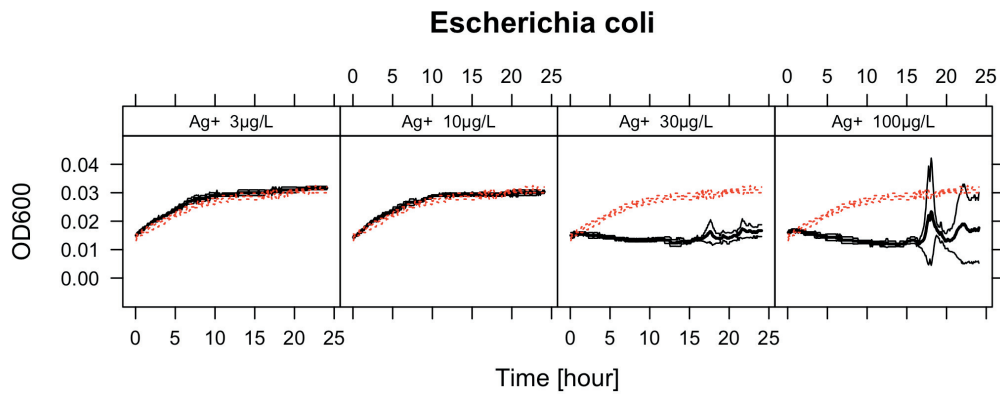 Escherichia coli
0 5 10 15 20 25 0 5 10 15 20 25
Ag+ 3µg/L Ag+ 10µg/L Ag+ 30µg/L Ag+ 100µg/L
OD600
0.04
0.03
0.02
0.01
0.00
0 5 10 15 20 25 0 5 10 15 20 25
Time [hour]